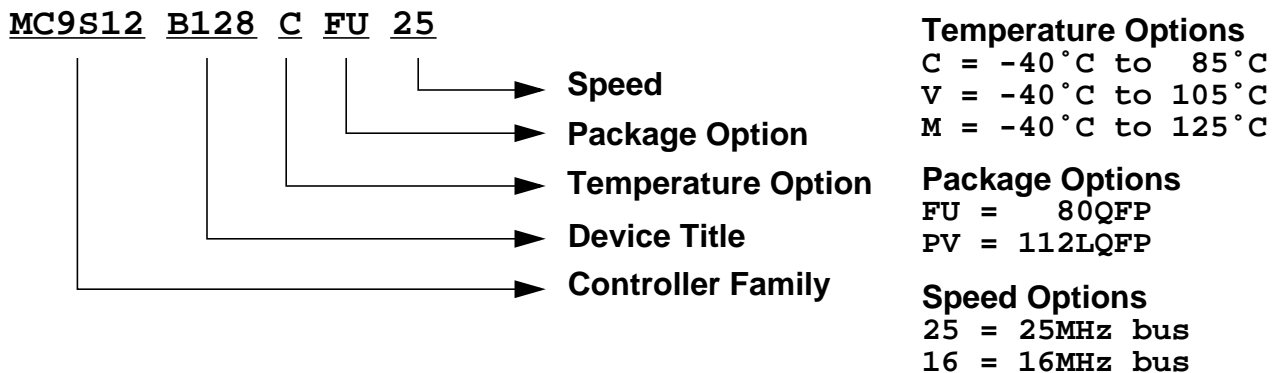 MC9S12 B128 C FU 25
Speed
Package Option
Temperature Option
Device Title
Controller Family
Temperature Options
C = -40˚C to 85˚C
V = -40˚C to 105˚C
M = -40˚C to 125˚C
Package Options
FU = 80QFP
PV = 112LQFP
Speed Options
25 = 25MHz bus
16 = 16MHz bus